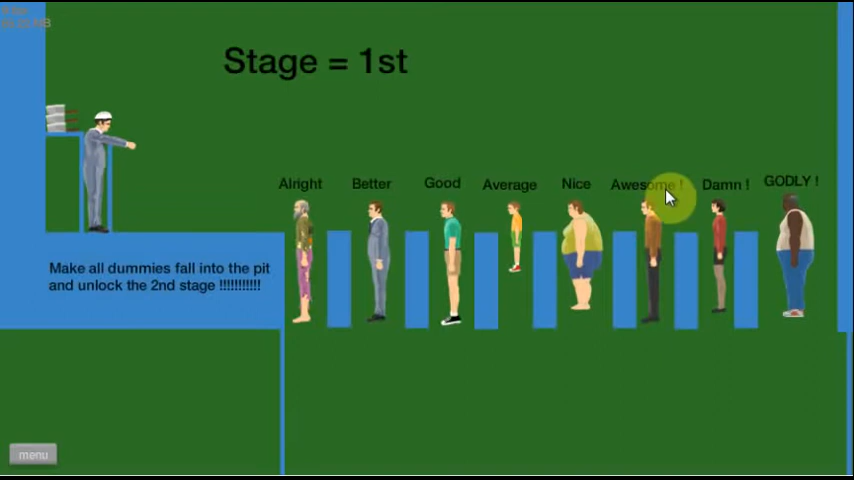 Stage = 1st
Alright
Better
Good
Average
Nice
Awesome !
Damn !
GODLY !
Make all dummies fall into the pit
and unlock the 2nd stage !!!!!!!!!!!
menu